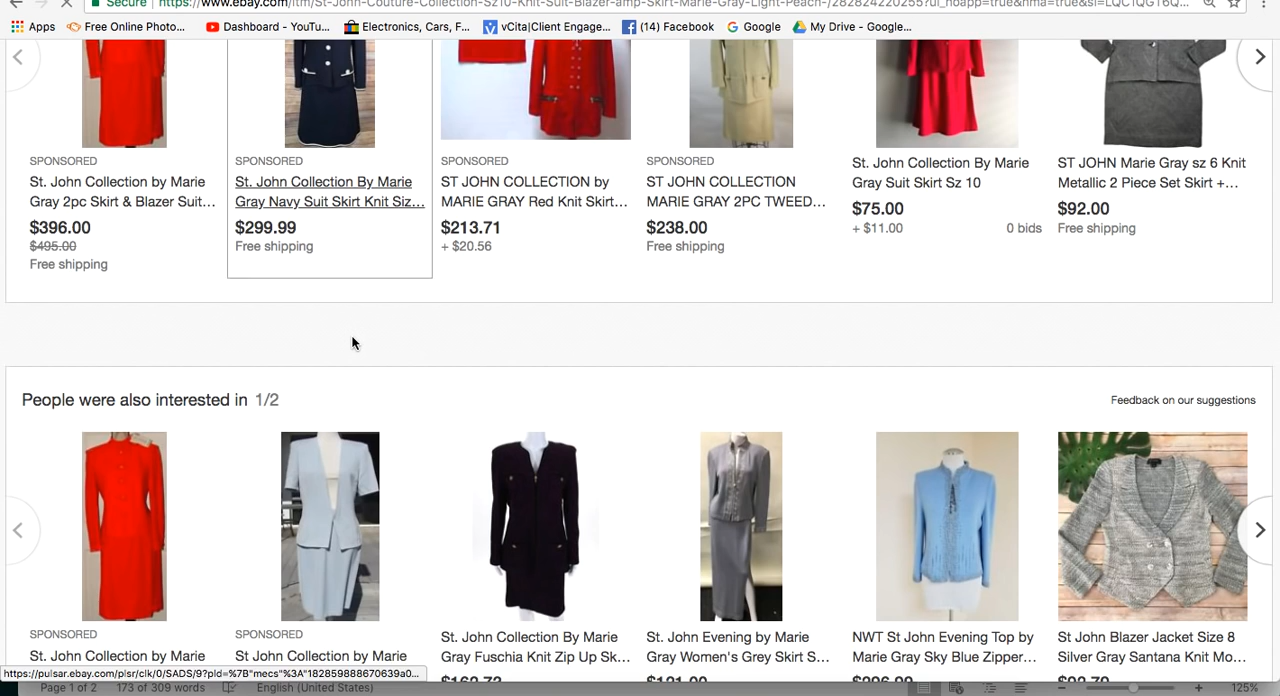 Secure https://www.ebay.com/itm/St-John-Couture-Collection-Sz10-Knit-Suit-Blazer-amp-Skirt-Marie-Gray-Light-Peach-/282824220255?ul_noapp=true&nma=true&si=LQC1QGT6Q...
Apps Free Online Photo... Dashboard - YouTu... Electronics, Cars, F... vCita|Client Engage... (14) Facebook Google My Drive - Google...
SPONSORED
St. John Collection by Marie
Gray 2pc Skirt & Blazer Suit...
$396.00
$495.00
Free shipping
SPONSORED
St. John Collection By Marie
Gray Navy Suit Skirt Knit Siz...
$299.99
Free shipping
SPONSORED
ST JOHN COLLECTION by
MARIE GRAY Red Knit Skirt...
$213.71
+ $20.56
SPONSORED
ST JOHN COLLECTION
MARIE GRAY 2PC TWEED...
$238.00
Free shipping
St. John Collection By Marie
Gray Suit Skirt Sz 10
$75.00
+ $11.00 0 bids
ST JOHN Marie Gray sz 6 Knit
Metallic 2 Piece Set Skirt +...
$92.00
Free shipping
People were also interested in 1/2
Feedback on our suggestions
SPONSORED
St. John Collection by Marie
SPONSORED
St John Collection by Marie
St. John Collection By Marie
Gray Fuschia Knit Zip Up Sk...
$162.72
St. John Evening by Marie
Gray Women's Grey Skirt S...
$121.00
NWT St John Evening Top by
Marie Gray Sky Blue Zipper...
$296.00
St. John Blazer Jacket Size 8
Silver Gray Santana Knit Mo...
https://pulsar.ebay.com/plsr/clk/0/SADS/9?pld=%7B"mecs"%3A"182859888670639a0...
Page 1 of 2 173 of 309 words English (United States) 125%